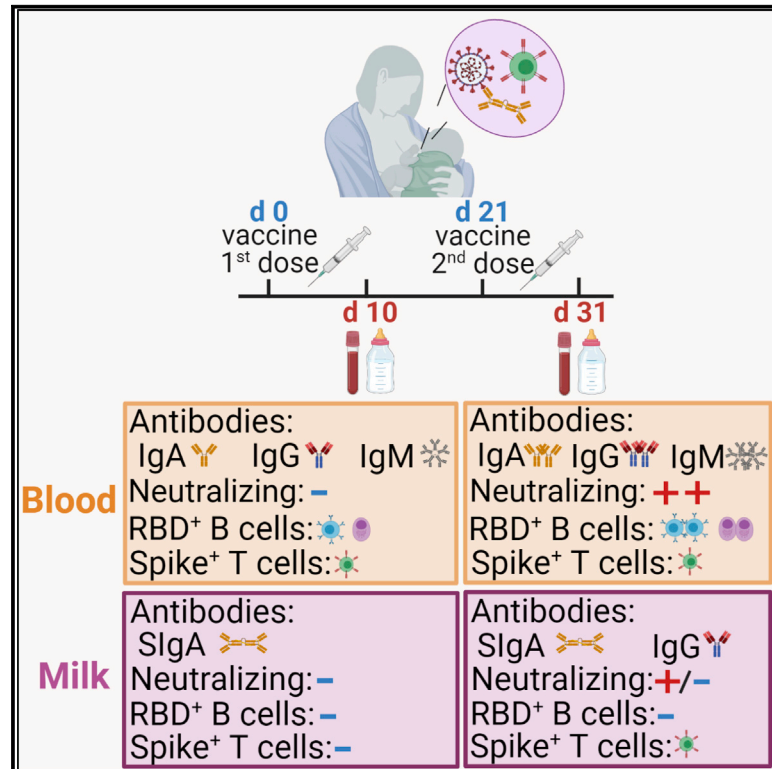 d 0
vaccine
1st dose
d 21
vaccine
2nd dose
d 10
d 31
Blood
Antibodies:
IgA IgG IgM
Neutralizing: -
RBD+ B cells:
Spike+ T cells:
Antibodies:
IgA IgG IgM
Neutralizing: + +
RBD+ B cells:
Spike+ T cells:
Milk
Antibodies:
SIgA
Neutralizing: -
RBD+ B cells: -
Spike+ T cells: -
Antibodies:
SIgA IgG
Neutralizing: +/-
RBD+ B cells: -
Spike+ T cells: